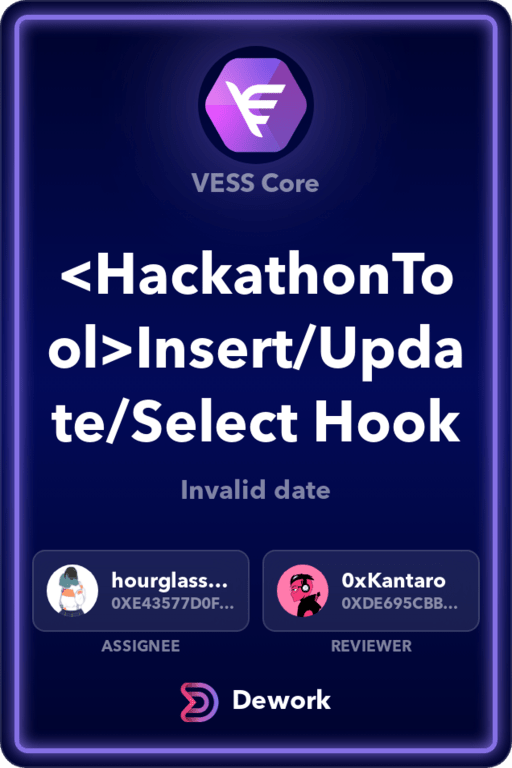 VESS Core
<HackathonTo
ol>Insert/Upda
te/Select Hook
Invalid date
hourglass...
0XE43577D0F...
ASSIGNEE
0xKantaro
0XDE695CBB...
REVIEWER
Dework